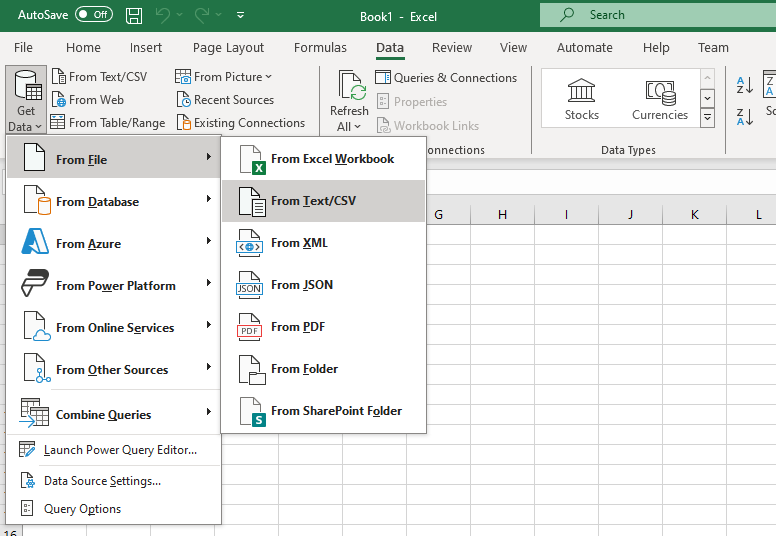 AutoSave Off Book1 - Excel Search
File Home Insert Page Layout Formulas Data Review View Automate Help Team
Get Data
From Text/CSV
From Web
From Table/Range
From Picture
Recent Sources
Existing Connections
Refresh All
Queries & Connections
Properties
Workbook Links
Stocks
Currencies
A
Z
Z
A
Z
A
So
onnections
Data Types
From File
From Database
From Azure
From Power Platform
From Online Services
From Other Sources
Combine Queries
Launch Power Query Editor...
Data Source Settings...
Query Options
X
From Excel Workbook
From Text/CSV
From XML
JSON
From JSON
PDF
From PDF
From Folder
S
From SharePoint Folder
G H I J K L
16